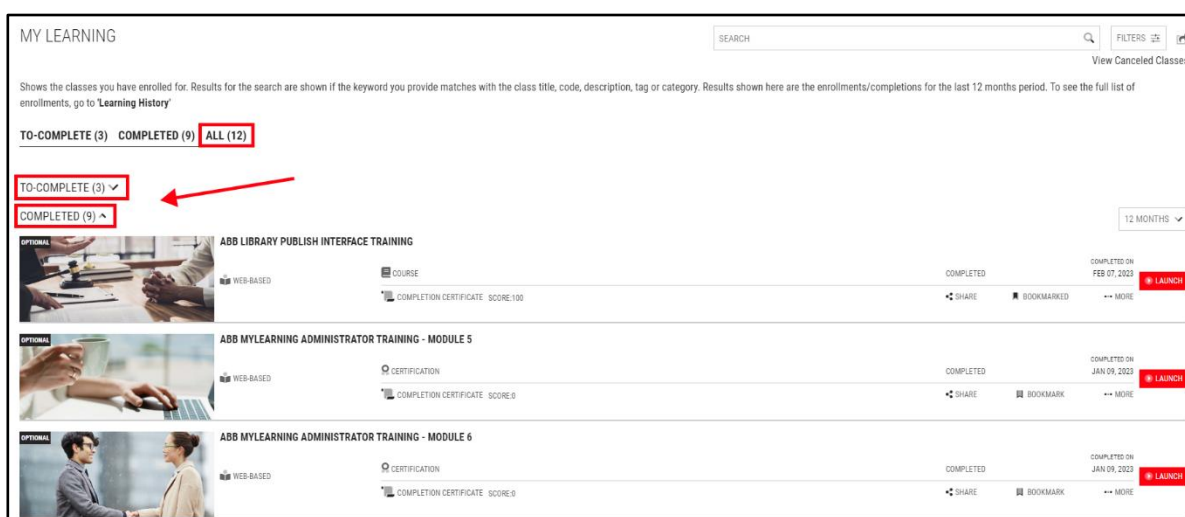 MY LEARNING
SEARCH
FILTERS
View Canceled Classes
Shows the classes you have enrolled for. Results for the search are shown if the keyword you provide matches with the class title, code, description, tag or category. Results shown here are the enrollments/completions for the last 12 months period. To see the full list of
enrollments, go to 'Learning History'
TO-COMPLETE (3) COMPLETED (9) ALL (12)
TO-COMPLETE (3)
COMPLETED (9)
12 MONTHS
OPTIONAL
ABB LIBRARY PUBLISH INTERFACE TRAINING
WEB-BASED
COURSE
COMPLETED
COMPLETED ON
FEB 07, 2023
LAUNCH
COMPLETION CERTIFICATE SCORE:100
SHARE
BOOKMARKED
MORE
OPTIONAL
ABB MYLEARNING ADMINISTRATOR TRAINING - MODULE 5
WEB-BASED
CERTIFICATION
COMPLETED
COMPLETED ON
JAN 09, 2023
LAUNCH
COMPLETION CERTIFICATE SCORE:0
SHARE
BOOKMARK
MORE
OPTIONAL
ABB MYLEARNING ADMINISTRATOR TRAINING - MODULE 6
WEB-BASED
CERTIFICATION
COMPLETED
COMPLETED ON
JAN 09, 2023
LAUNCH
COMPLETION CERTIFICATE SCORE:0
SHARE
BOOKMARK
MORE